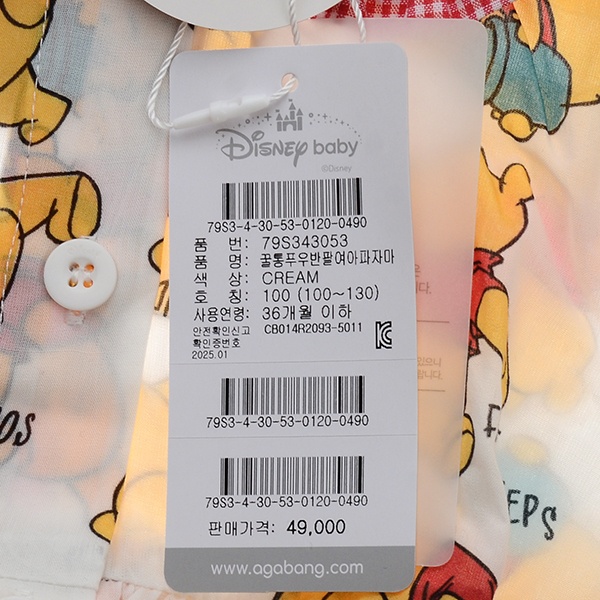 Disney baby
©Disney
79S3-4-30-53-0120-0490
품 번: 79S343053
품 명: 꿀통푸우반팔여아파자마
색 상: CREAM
호 칭: 100 (100~130)
사용연령: 36개월 이하
안전확인신고 CB014R2093-5011
확인증번호
2025.01
79S3-4-30-53-0120-0490
79S3-4-30-53-0120-0490
판매가격: 49,000
www.agabang.com
EPS